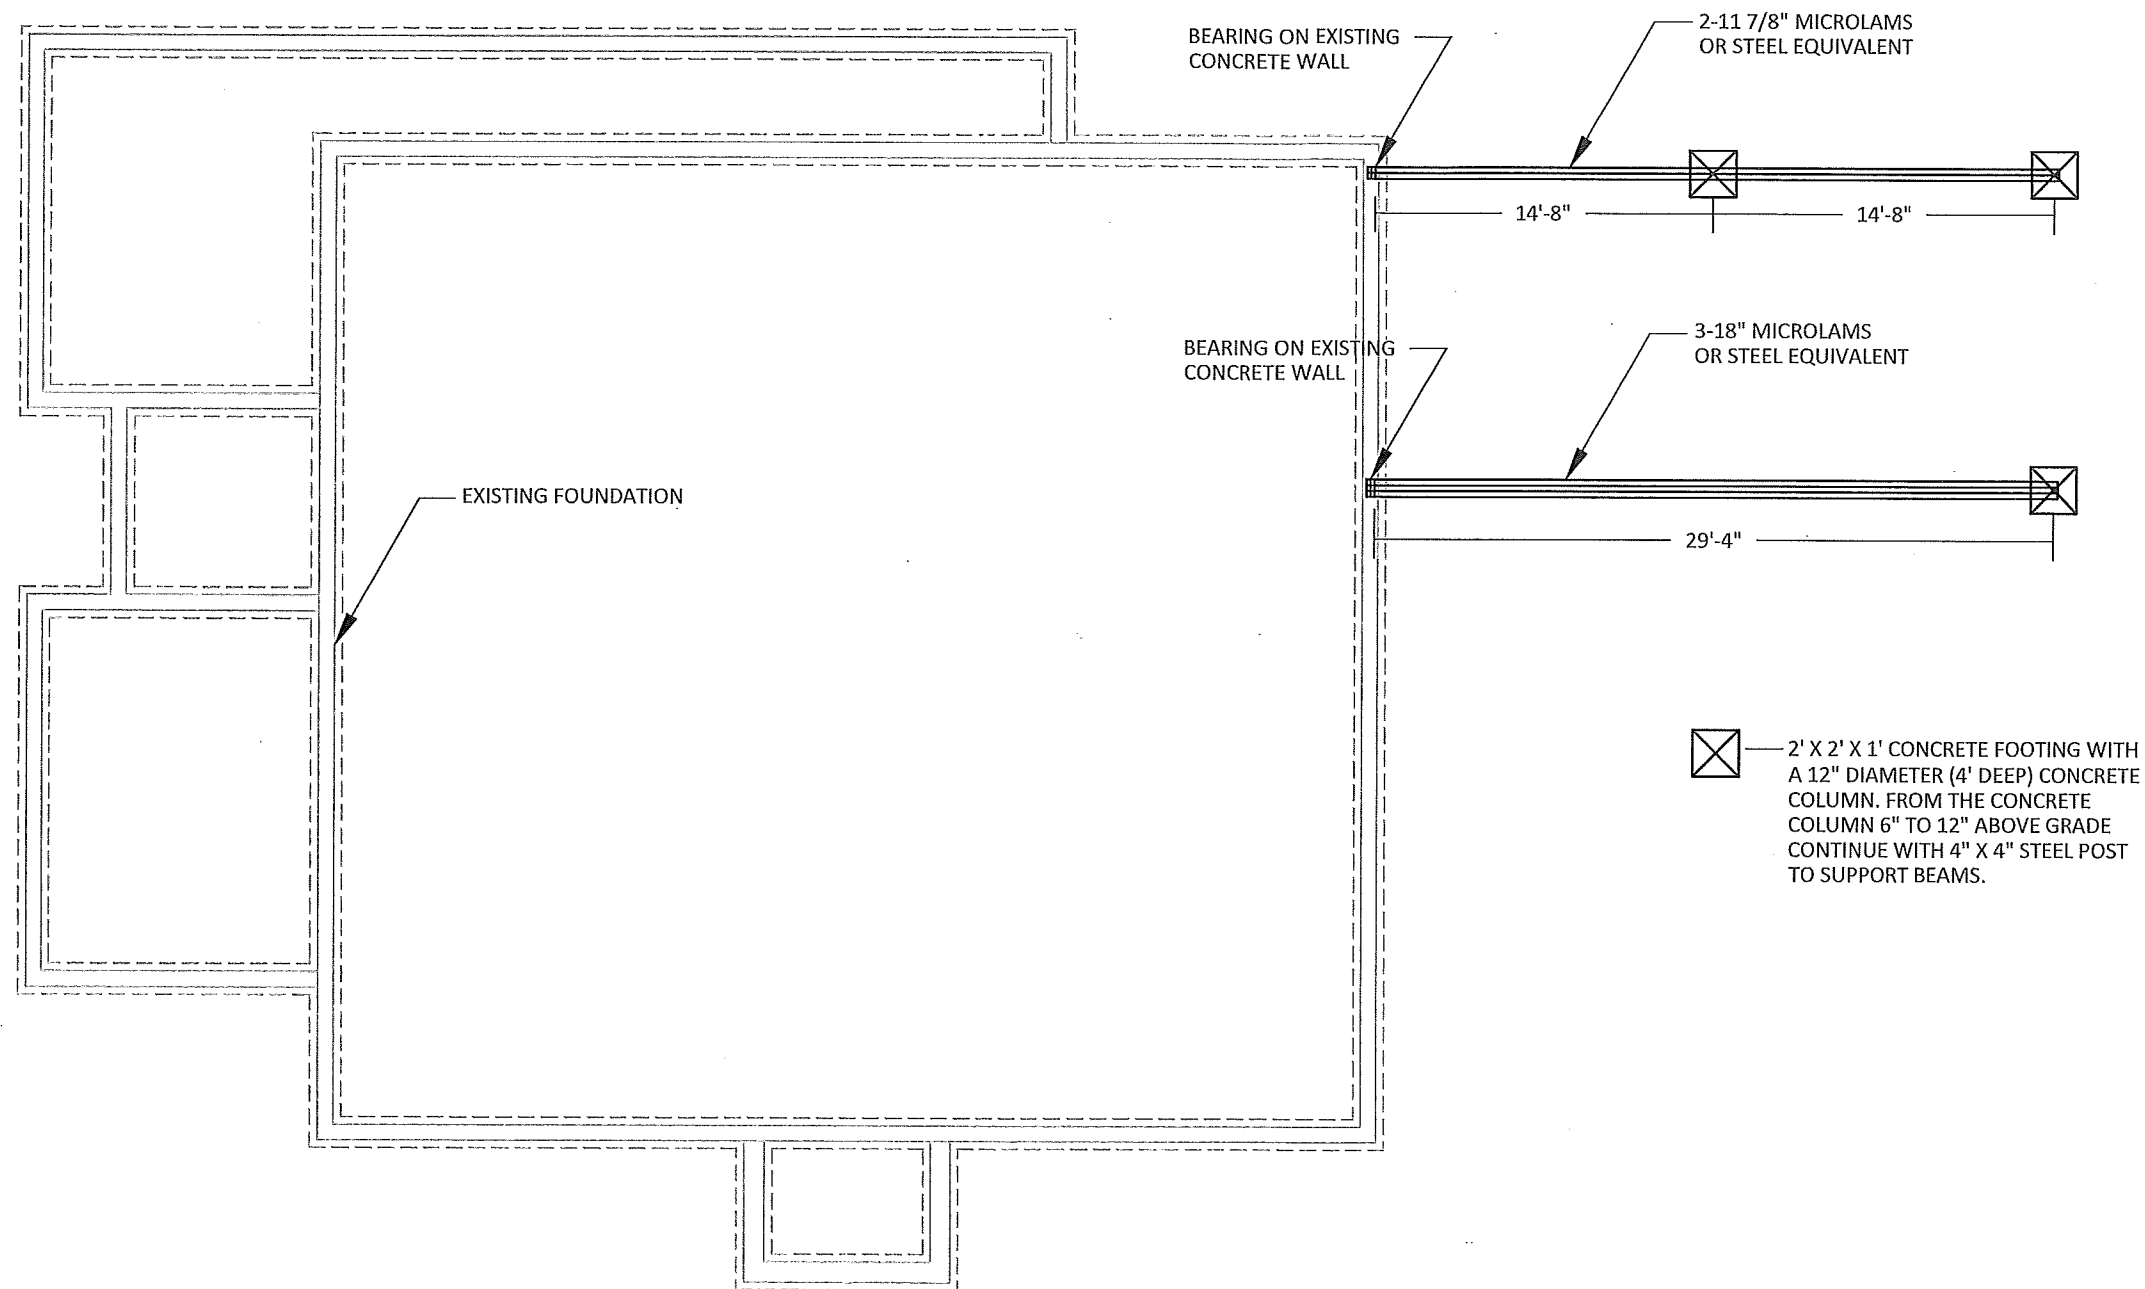 BEARING ON EXISTING
CONCRETE WALL
2-11 7/8" MICROLAMS
OR STEEL EQUIVALENT
14'-8"
14'-8"
BEARING ON EXISTING
CONCRETE WALL
3-18" MICROLAMS
OR STEEL EQUIVALENT
EXISTING FOUNDATION
29'-4"
2' X 2' X 1' CONCRETE FOOTING WITH
A 12" DIAMETER (4' DEEP) CONCRETE
COLUMN. FROM THE CONCRETE
COLUMN 6" TO 12" ABOVE GRADE
CONTINUE WITH 4" X 4" STEEL POST
TO SUPPORT BEAMS.